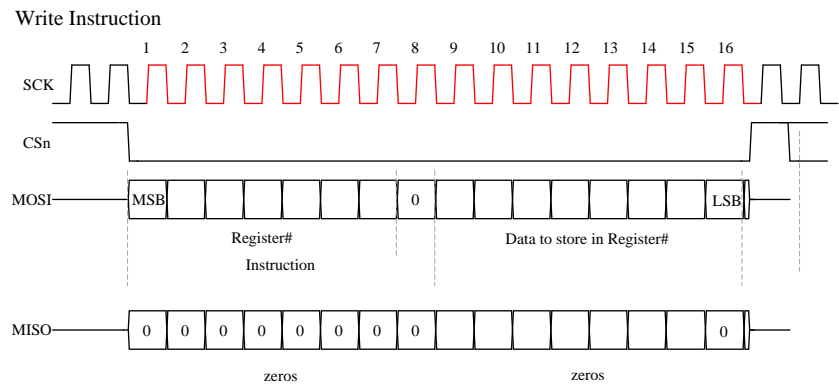 Write Instruction
1 2 3 4 5 6 7 8 9 10 11 12 13 14 15 16
SCK
CSn
MOSI MSB 0 LSB
Register# Data to store in Register#
Instruction
MISO 0 0 0 0 0 0 0 0 0
zeros zeros